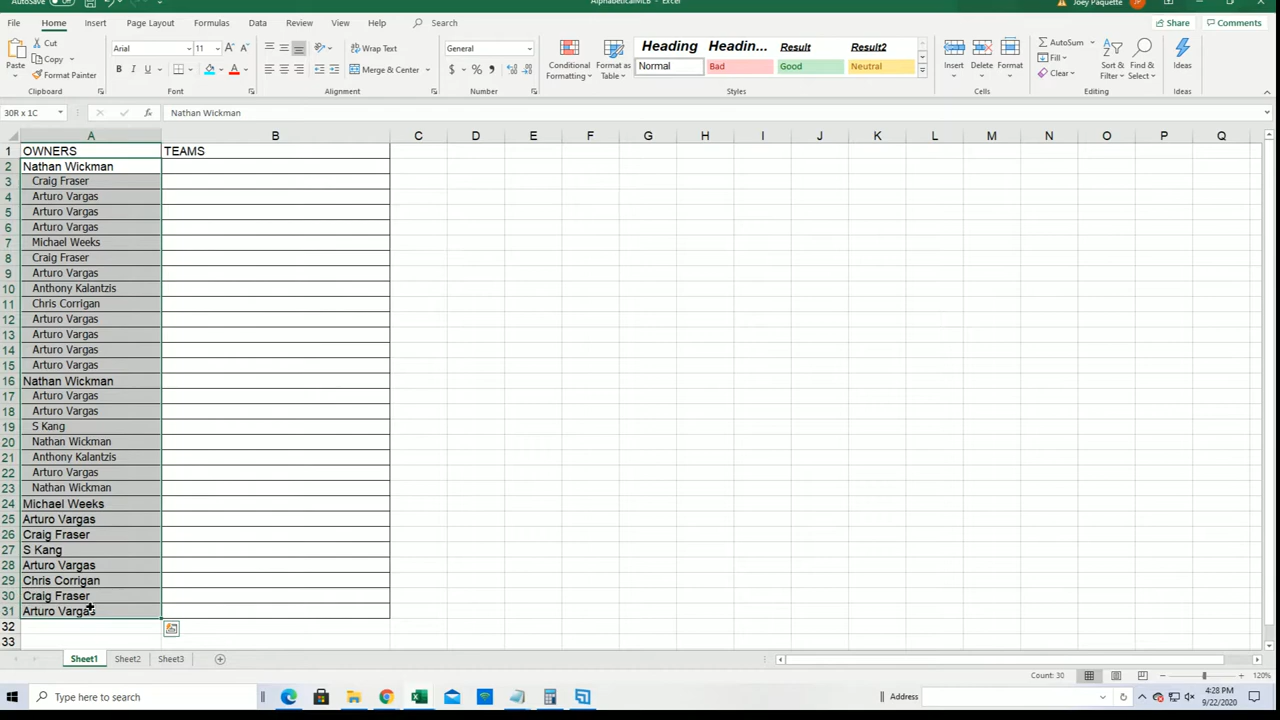 AutoSave
AlphabeticalMLB - Excel
Joey Paquette
JP
File Home Insert Page Layout Formulas Data Review View Help Search
Share Comments
Paste Cut Copy Format Painter
Arial 11
B I U
Wrap Text
Merge & Center
General
$ % ,
Conditional Formatting
Format as Table
Heading Headin... Result Result2
Normal Bad Good Neutral
Insert Delete Format
AutoSum Fill Clear
Sort & Filter
Find & Select
Ideas
Clipboard Font Alignment Number Styles Cells Editing Ideas
30R x 1C fx Nathan Wickman
A B C D E F G H I J K L M N O P Q
1 OWNERS TEAMS
2 Nathan Wickman
3 Craig Fraser
4 Arturo Vargas
5 Arturo Vargas
6 Arturo Vargas
7 Michael Weeks
8 Craig Fraser
9 Arturo Vargas
10 Anthony Kalantzis
11 Chris Corrigan
12 Arturo Vargas
13 Arturo Vargas
14 Arturo Vargas
15 Arturo Vargas
16 Nathan Wickman
17 Arturo Vargas
18 Arturo Vargas
19 S Kang
20 Nathan Wickman
21 Anthony Kalantzis
22 Arturo Vargas
23 Nathan Wickman
24 Michael Weeks
25 Arturo Vargas
26 Craig Fraser
27 S Kang
28 Arturo Vargas
29 Chris Corrigan
30 Craig Fraser
31 Arturo Vargas
32
33
Sheet1 Sheet2 Sheet3
Count: 30 120%
Type here to search
Address
4:28 PM
9/22/2020